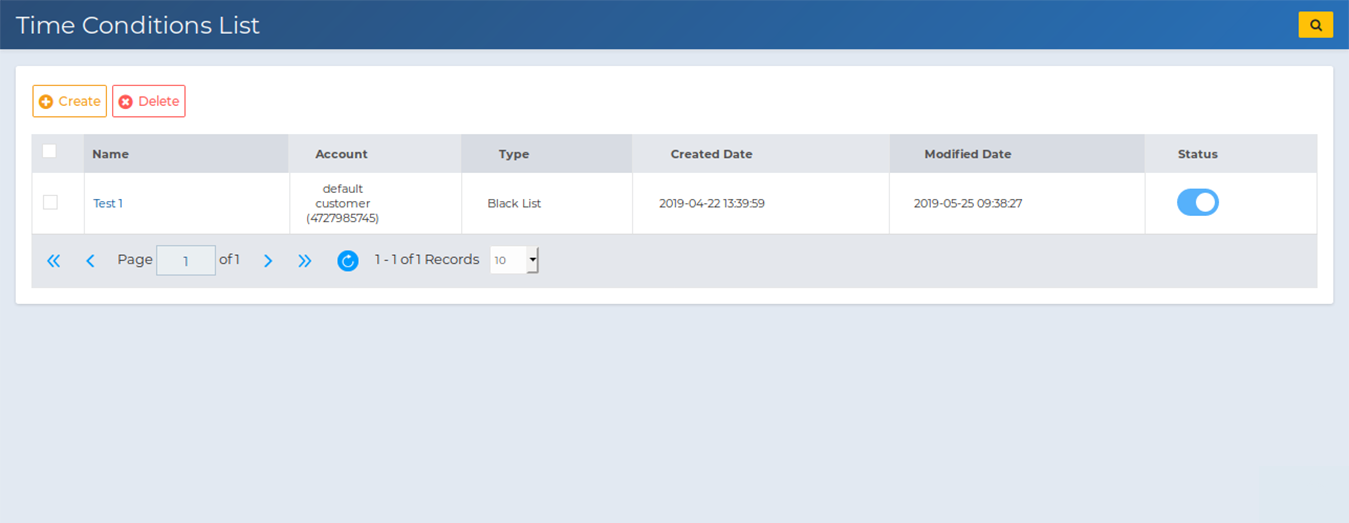 Time Conditions List
Create Delete
Name Account Type Created Date Modified Date Status
Test 1 default customer (4727985745) Black List 2019-04-22 13:39:59 2019-05-25 09:38:27
Page 1 of 1 1 - 1 of 1 Records 10